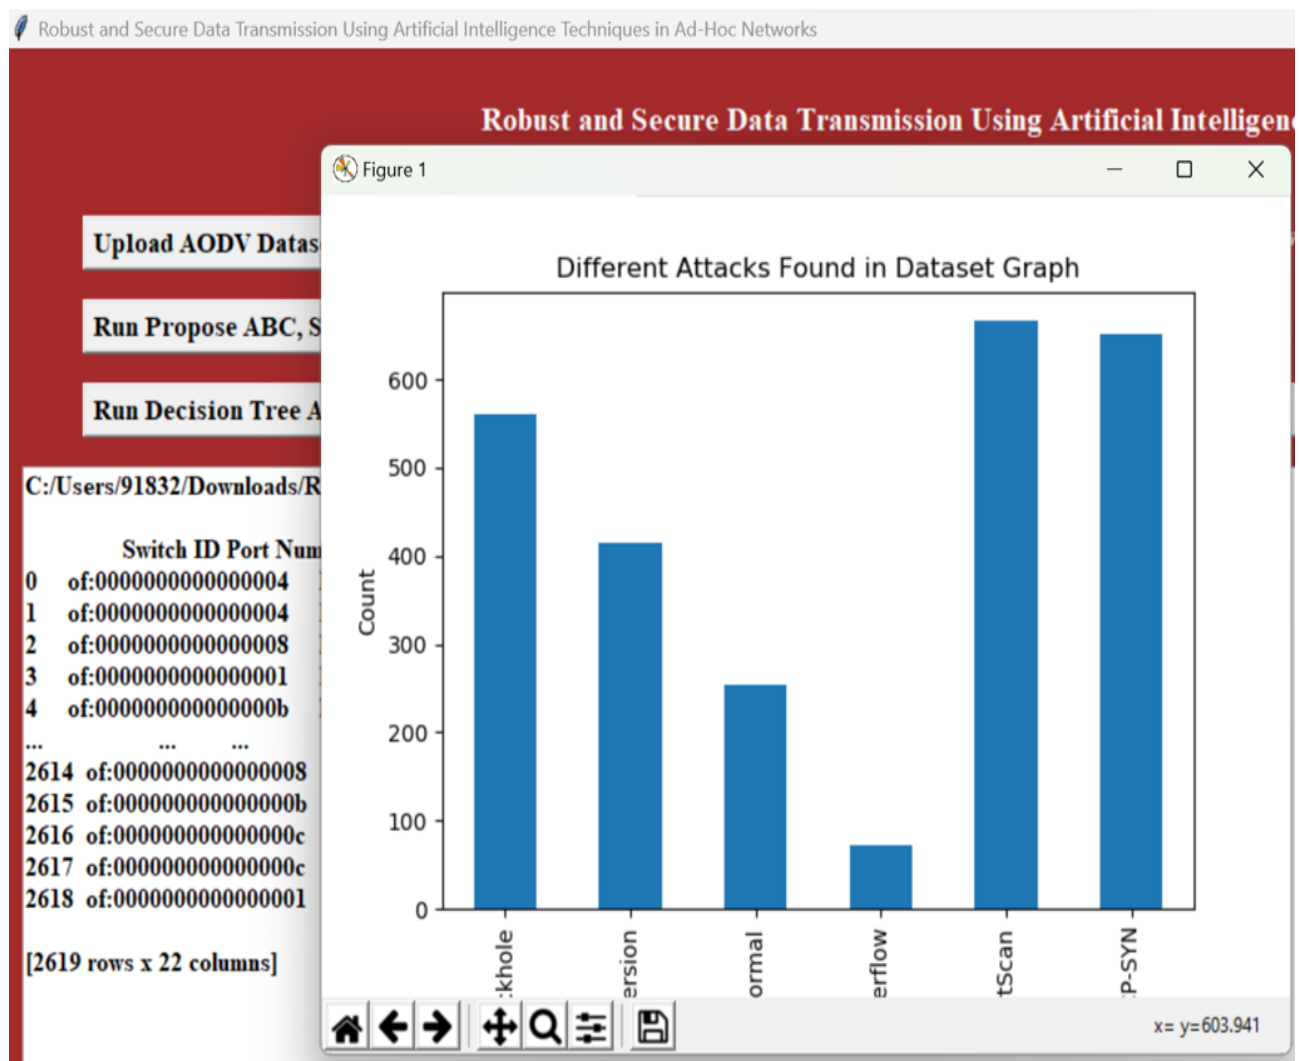 Robust and Secure Data Transmission Using Artificial Intelligence Techniques in Ad-Hoc Networks
Robust and Secure Data Transmission Using Artificial
Figure 1
Upload AODV
Run Propose ABC,
Run Decision Tree
Different Attacks Found in Dataset Graph
600
500
400
300
200
100
0
Count
ckhole
ersion
ormal
erflow
tScan
P-SYN
C:/Users/91832/Downloads/R
Switch ID Port
0 of:0000000000000004
1 of:0000000000000004
2 of:0000000000000008
3 of:0000000000000001
4 of:000000000000000b
... ... ...
2614 of:0000000000000008
2615 of:000000000000000b
2616 of:000000000000000c
2617 of:000000000000000c
2618 of:0000000000000001
[2619 rows x 22 columns]
x= y=603.941